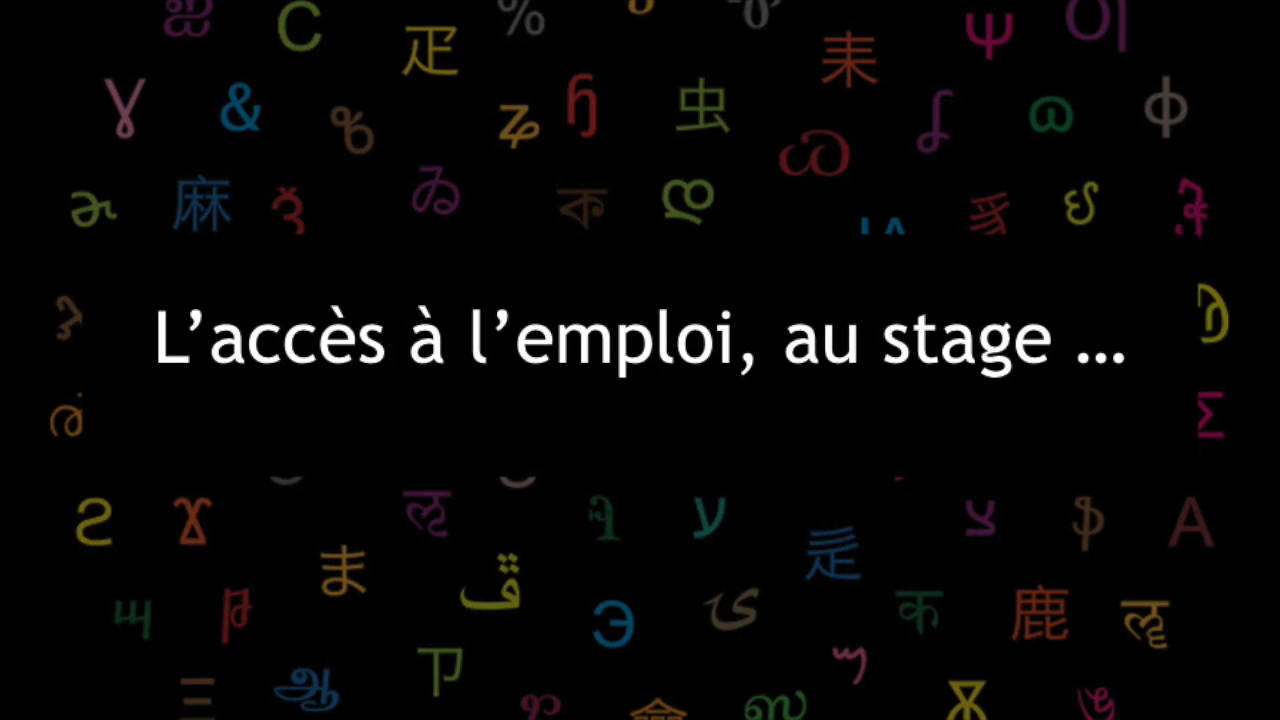 L’accès à l’emploi, au stage ...